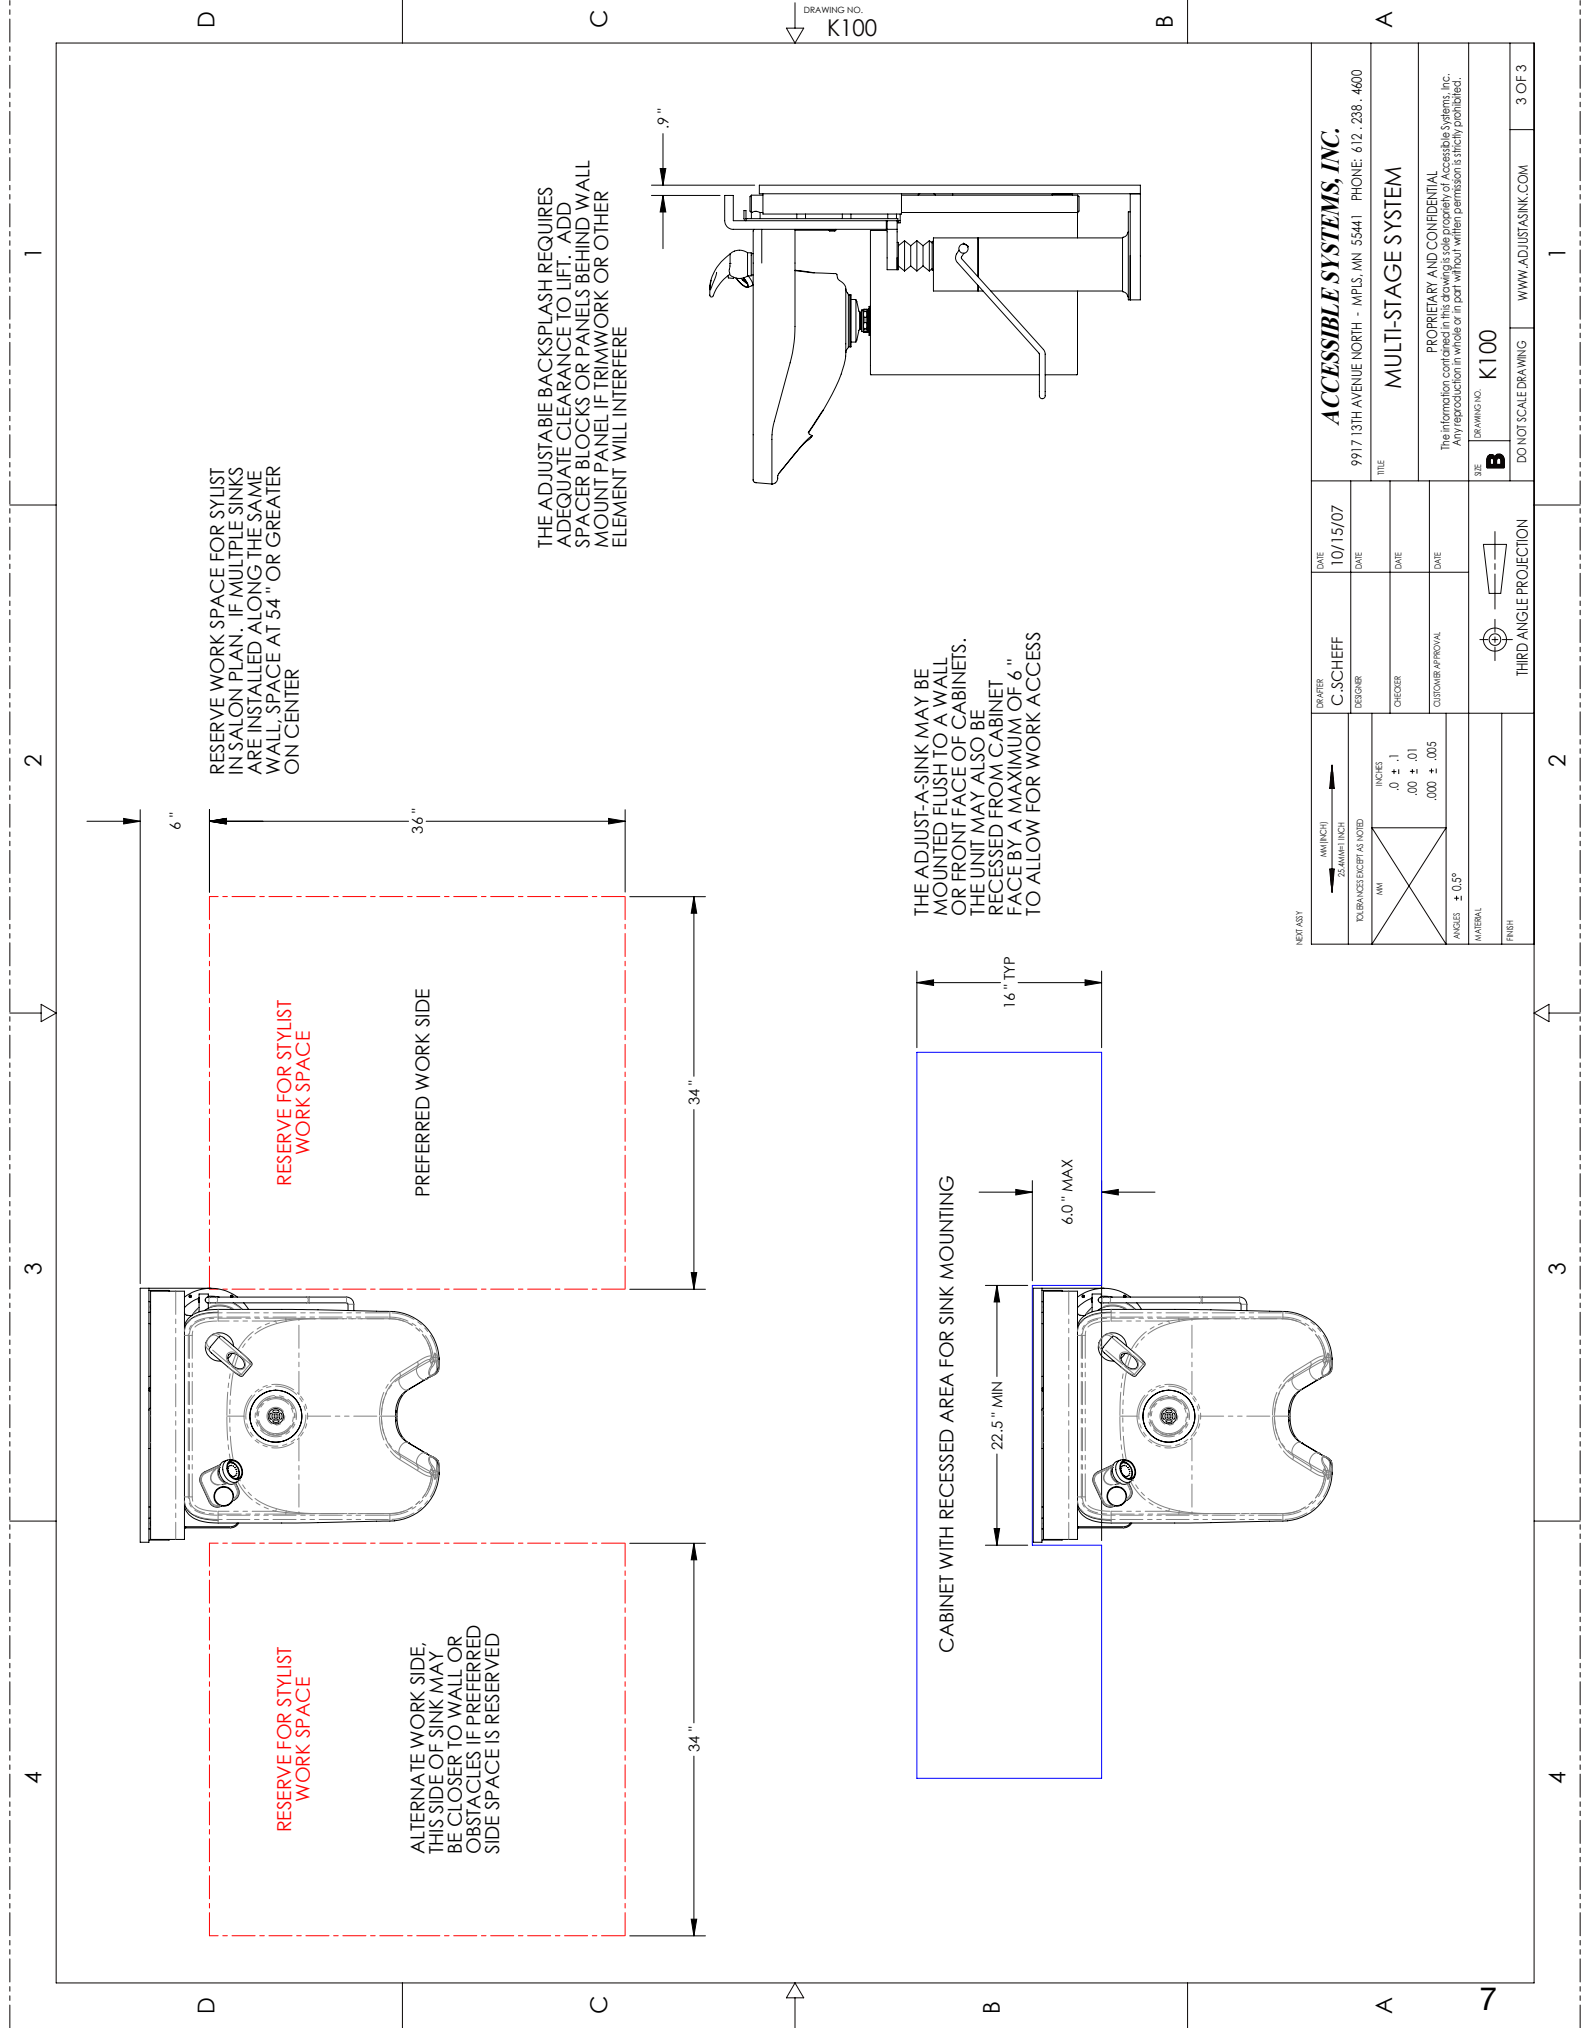 DRAWING NO.
K100
D
C
B
A
1
2
3
4
RESERVE WORK SPACE FOR SYLIST
IN SALON PLAN. IF MULTPLE SINKS
ARE INSTALLED ALONG THE SAME
WALL, SPACE AT 54 " OR GREATER
ON CENTER
6 "
36 "
RESERVE FOR STYLIST
WORK SPACE
PREFERRED WORK SIDE
34 "
RESERVE FOR STYLIST
WORK SPACE
ALTERNATE WORK SIDE,
THIS SIDE OF SINK MAY
BE CLOSER TO WALL OR
OBSTACLES IF PREFERRED
SIDE SPACE IS RESERVED
34 "
THE ADJUSTABLE BACKSPLASH REQUIRES
ADEQUATE CLEARANCE TO LIFT. ADD
SPACER BLOCKS OR PANELS BEHIND WALL
MOUNT PANEL IF TRIMWORK OR OTHER
ELEMENT WILL INTERFERE
.9 "
THE ADJUST-A-SINK MAY BE
MOUNTED FLUSH TO A WALL
OR FRONT FACE OF CABINETS.
THE UNIT MAY ALSO BE
RECESSED FROM CABINET
FACE BY A MAXIMUM OF 6 "
TO ALLOW FOR WORK ACCESS
16 " TYP
CABINET WITH RECESSED AREA FOR SINK MOUNTING
22.5 " MIN
6.0 " MAX
NEXT ASSY
MM (INCH)
25.4MM=1 INCH
TOLERANCES EXCEPT AS NOTED
MM
INCHES
.0 ± .1
.00 ± .01
.000 ± .005
ANGLES ± 0.5°
MATERIAL
FINISH
DRAFTER
C.SCHEFF
DATE
10/15/07
DESIGNER
DATE
CHECKER
DATE
CUSTOMER APPROVAL
DATE
THIRD ANGLE PROJECTION
ACCESSIBLE SYSTEMS, INC.
9917 13TH AVENUE NORTH - MPLS, MN 55441 PHONE: 612 . 238 . 4600
TITLE
MULTI-STAGE SYSTEM
PROPRIETARY AND CONFIDENTIAL
The information contained in this drawing is sole propriety of Accessible Systems, Inc.
Any reproduction in whole or in part without written permission is strictly prohibited.
SIZE
B
DRAWING NO.
K100
DO NOT SCALE DRAWING
WWW.ADJUSTASINK.COM
3 OF 3
1
2
3
4
D
C
B
A
7